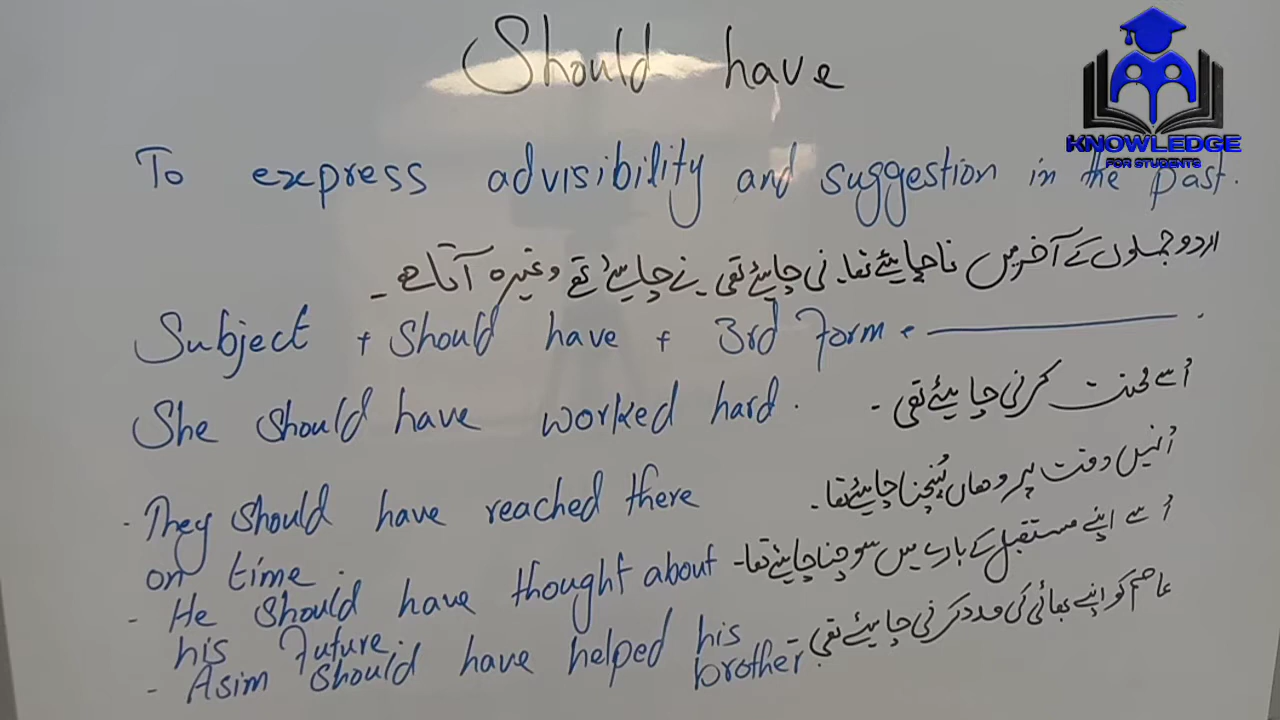 Should have
KNOWLEDGE
FOR STUDENTS
To express advisibility and suggestion in the past.
اردو جملوں کے آخر میں نا چاہیئے تھا۔ نی چاہیئے تھی۔ نے چاہیئے تھے وغیرہ آتا ہے۔
Subject + Should have + 3rd Form + ———.
She should have worked hard.
اُسے محنت کرنی چاہیئے تھی۔
. They should have reached there
on time.
اُنہیں وقت پر وہاں پہنچنا چاہیئے تھا۔
- He should have thought about
his future.
اُسے اپنے مستقبل کے بارے میں سوچنا چاہیئے تھا۔
- Asim should have helped his
brother.
عاصم کو اپنے بھائی کی مدد کرنی چاہیئے تھی۔